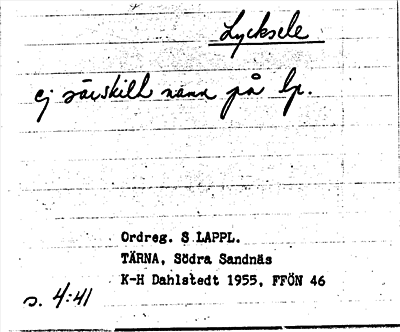 Lycksele
ej särskilt namn på lp.
Ordreg. S LAPPL.
TÄRNA, Södra Sandnäs
K-H Dahlstedt 1955, FFÖN 46
s. 4:41